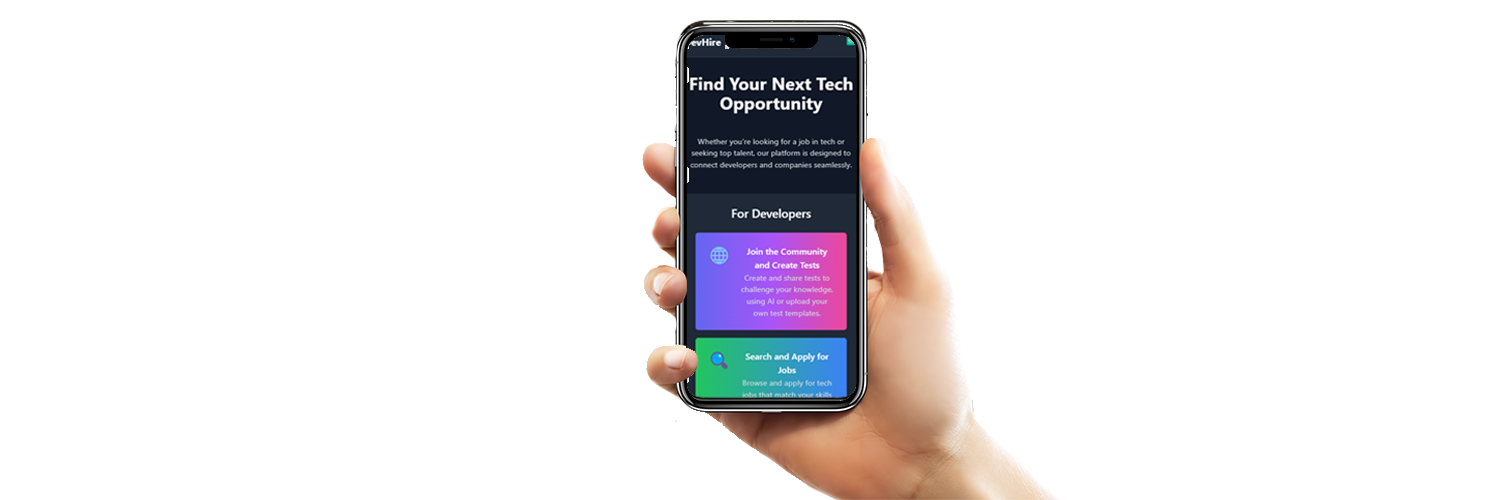 evHire
Find Your Next Tech
Opportunity
Whether you're looking for a job in tech or
seeking top talent, our platform is designed to
connect developers and companies seamlessly.
For Developers
Join the Community
and Create Tests
Create and share tests to
challenge your knowledge,
using AI or upload your
own test templates.
Search and Apply for
Jobs
Browse and apply for tech
jobs that match your skills